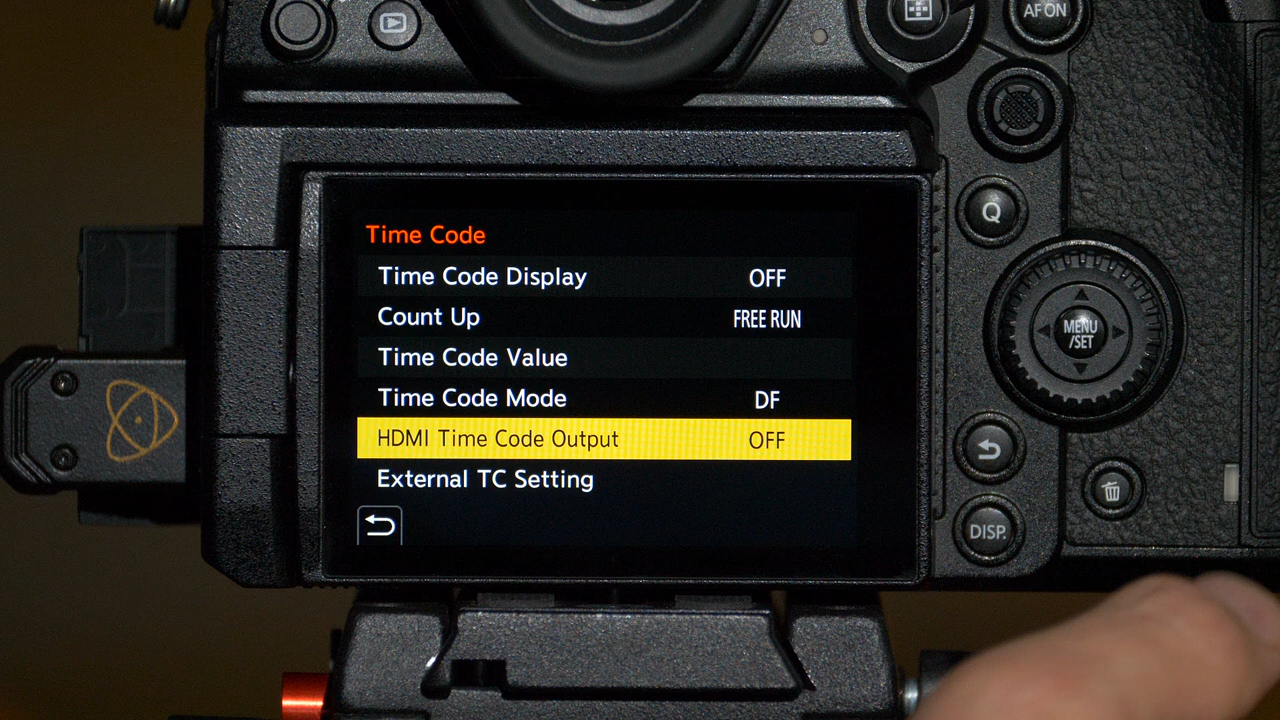 AF ON
Time Code
Time Code Display OFF
Count Up FREE RUN
Time Code Value
Time Code Mode DF
HDMI Time Code Output OFF
External TC Setting
Q
MENU
/SET
DISP.